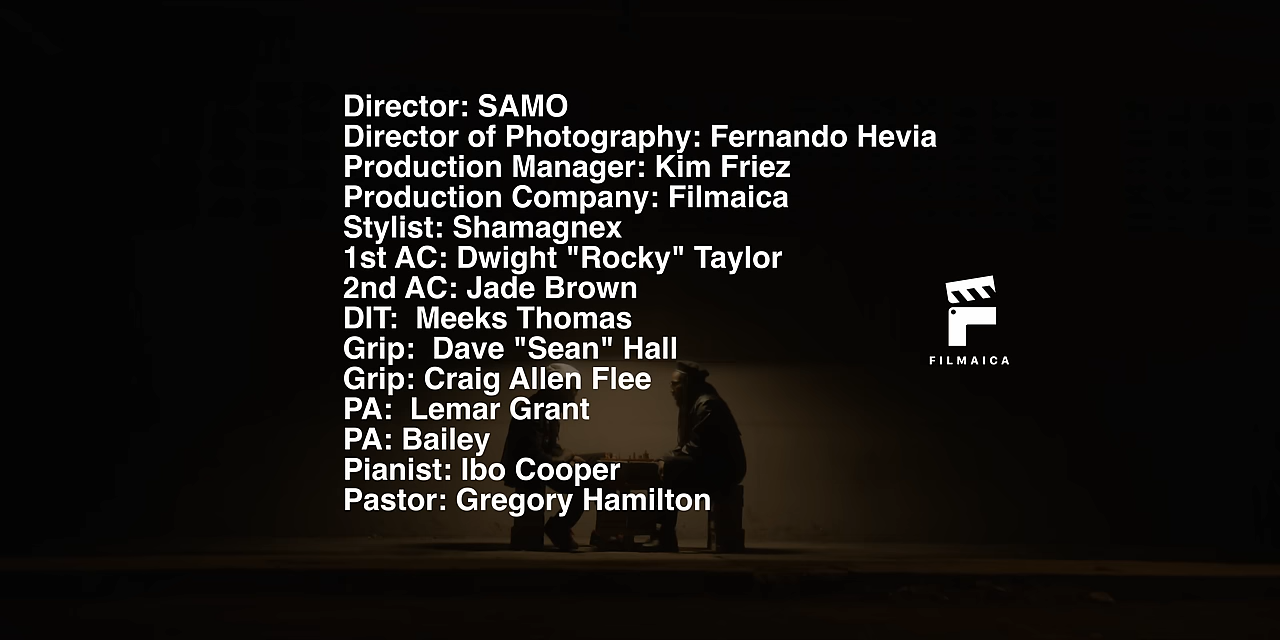 Director: SAMO
Director of Photography: Fernando Hevia
Production Manager: Kim Friez
Production Company: Filmaica
Stylist: Shamagnex
1st AC: Dwight "Rocky" Taylor
2nd AC: Jade Brown
DIT:  Meeks Thomas
Grip:  Dave "Sean" Hall
Grip: Craig Allen Flee
PA:  Lemar Grant
PA: Bailey
Pianist: Ibo Cooper
Pastor: Gregory Hamilton
FILMAICA